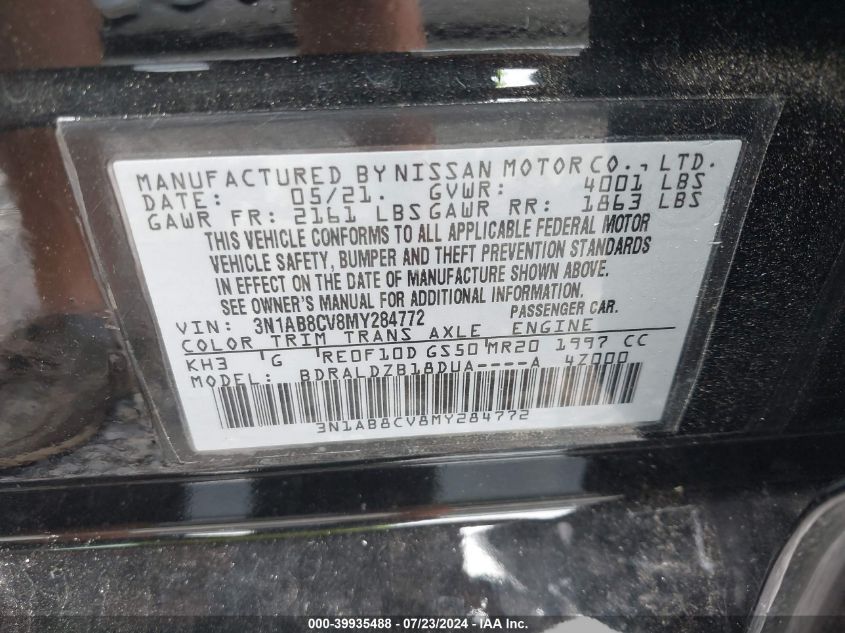 MANUFACTURED BY NISSAN MOTOR CO., LTD.
DATE: 05/21. GVWR: 4001 LBS
GAWR FR: 2161 LBS GAWR RR: 1863 LBS
THIS VEHICLE CONFORMS TO ALL APPLICABLE FEDERAL MOTOR
VEHICLE SAFETY, BUMPER AND THEFT PREVENTION STANDARDS
IN EFFECT ON THE DATE OF MANUFACTURE SHOWN ABOVE.
SEE OWNER'S MANUAL FOR ADDITIONAL INFORMATION.
VIN: 3N1AB8CV8MY284772 PASSENGER CAR.
COLOR TRIM TRANS AXLE ENGINE
KH3 G RE0F10D GS50 MR20 1997 CC
MODEL: BDRALDZB18DUA----A 4Z000
3N1AB8CV8MY284772
000-39935488 - 07/23/2024 - IAA Inc.